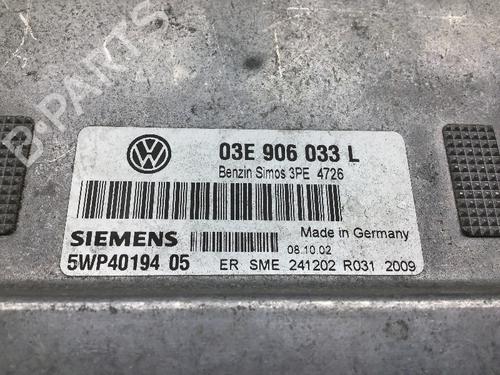 B-PARTS
03E 906 033 L
Benzin Simos 3PE 4726
SIEMENS
Made in Germany
08.10.02
5WP40194 05
ER SME 241202 R031 2009